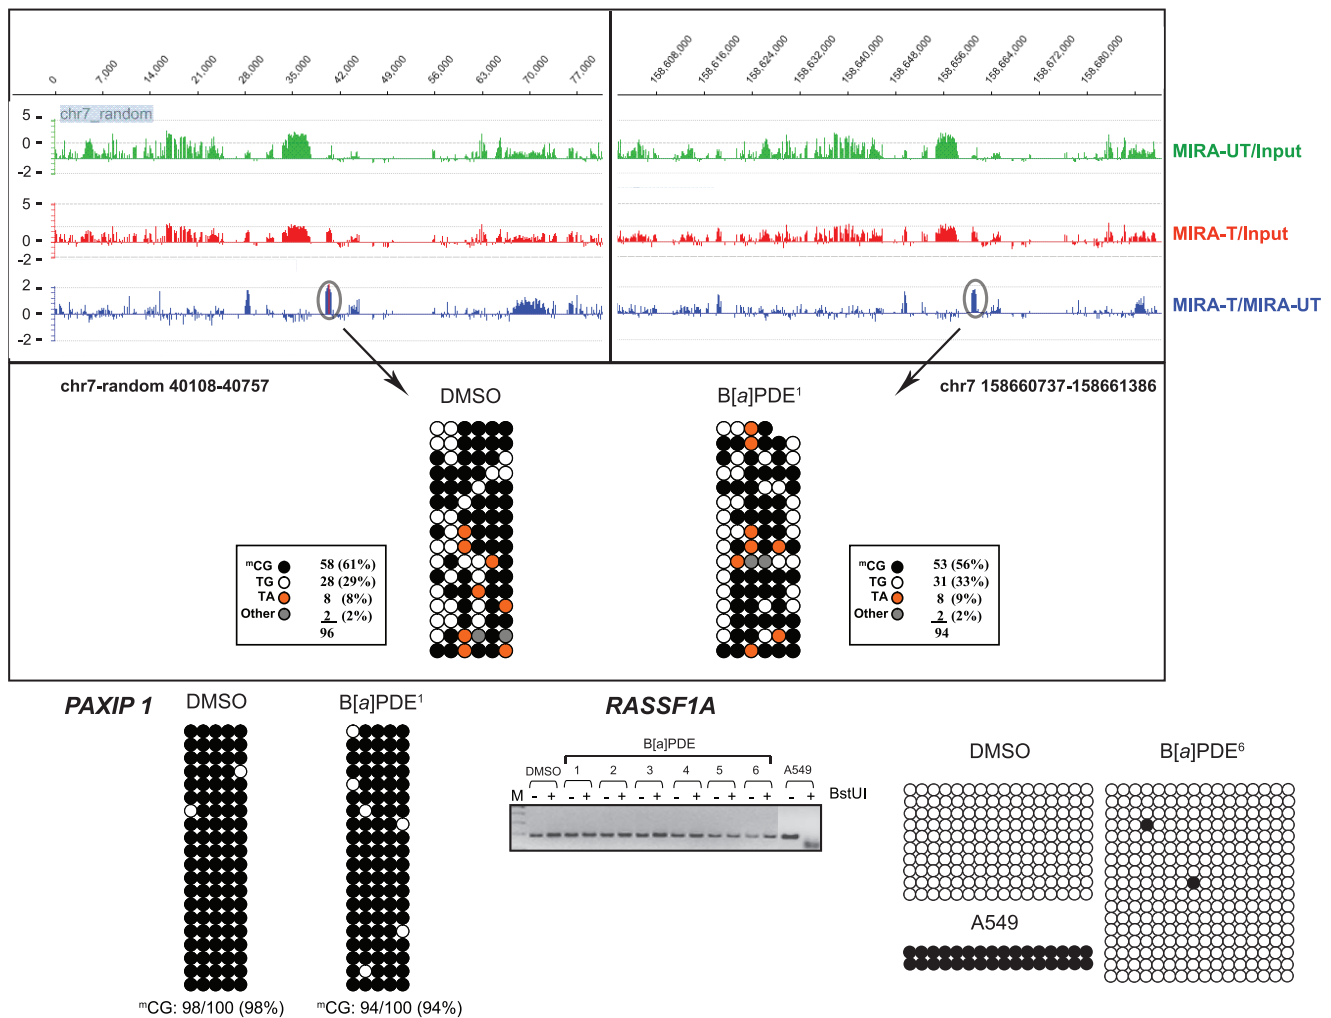 0 7,000 14,000 21,000 28,000 35,000 42,000 49,000 56,000 63,000 70,000 77,000
158,608,000 158,616,000 158,624,000 158,632,000 158,640,000 158,648,000 158,656,000 158,664,000 158,672,000 158,680,000
chr7_random
5
0
-2
MIRA-UT/Input
5
0
-2
MIRA-T/Input
2
0
-2
MIRA-T/MIRA-UT
chr7-random 40108-40757
chr7 158660737-158661386
DMSO
B[a]PDE1
mCG 58 (61%)
TG 28 (29%)
TA 8 (8%)
Other 2 (2%)
96
mCG 53 (56%)
TG 31 (33%)
TA 8 (9%)
Other 2 (2%)
94
PAXIP 1
DMSO
B[a]PDE1
mCG: 98/100 (98%)
mCG: 94/100 (94%)
RASSF1A
B[a]PDE
DMSO 1 2 3 4 5 6 A549
M - + - + - + - + - + - + - + - + BstUI
DMSO
B[a]PDE6
A549